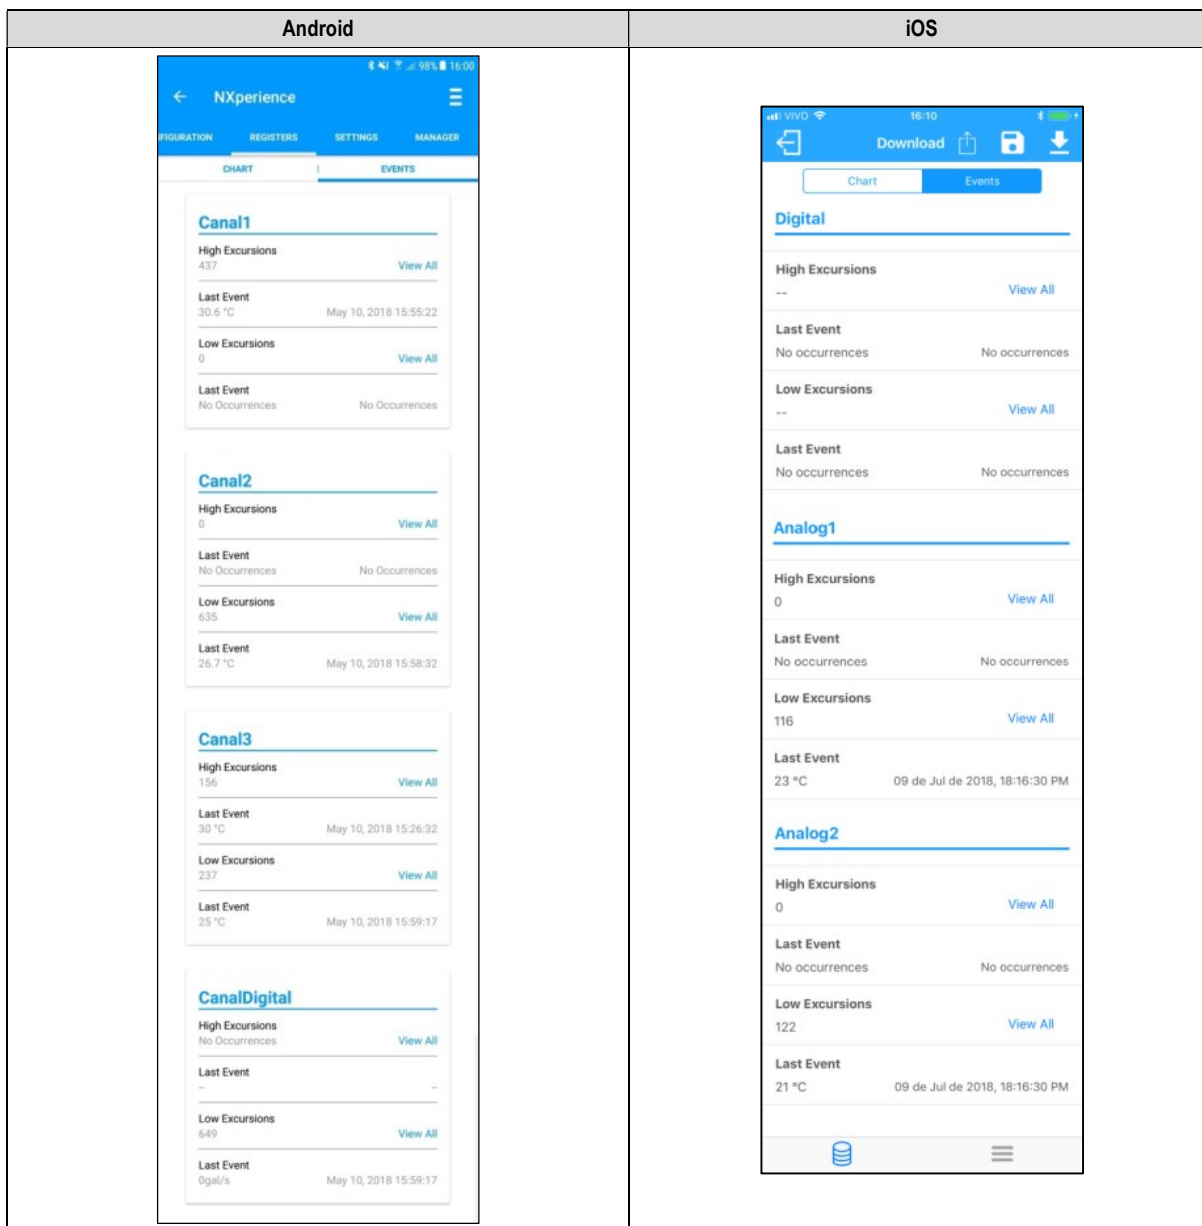 Android
iOS
98% 16:00
NXperience
FIGURATION REGISTERS SETTINGS MANAGER
CHART EVENTS
Canal1
High Excursions
437 View All
Last Event
30.6 °C May 10, 2018 15:55:22
Low Excursions
0 View All
Last Event
No Occurrences No Occurrences
Canal2
High Excursions
0 View All
Last Event
No Occurrences No Occurrences
Low Excursions
635 View All
Last Event
26.7 °C May 10, 2018 15:58:32
Canal3
High Excursions
156 View All
Last Event
30 °C May 10, 2018 15:26:32
Low Excursions
237 View All
Last Event
25 °C May 10, 2018 15:59:17
CanalDigital
High Excursions
No Occurrences View All
Last Event
-- --
Low Excursions
649 View All
Last Event
0gal/s May 10, 2018 15:59:17
VIVO 16:10
Download
Chart Events
Digital
High Excursions
-- View All
Last Event
No occurrences No occurrences
Low Excursions
-- View All
Last Event
No occurrences No occurrences
Analog1
High Excursions
0 View All
Last Event
No occurrences No occurrences
Low Excursions
116 View All
Last Event
23 °C 09 de Jul de 2018, 18:16:30 PM
Analog2
High Excursions
0 View All
Last Event
No occurrences No occurrences
Low Excursions
122 View All
Last Event
21 °C 09 de Jul de 2018, 18:16:30 PM